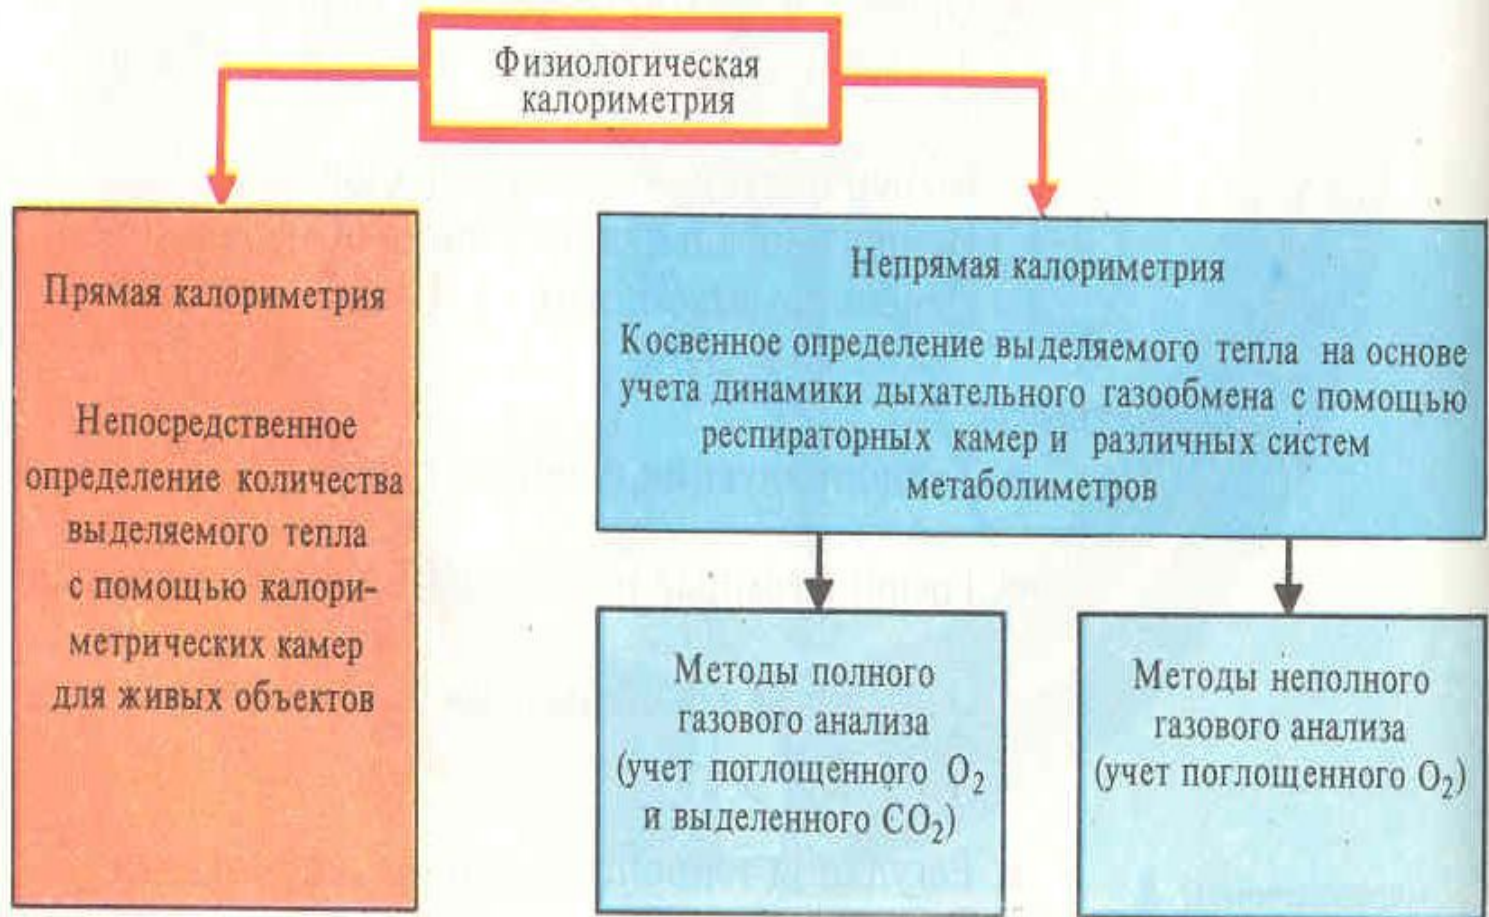 Физиологическая
калориметрия
Прямая калориметрия
Непосредственное
определение количества
выделяемого тепла
с помощью калори-
метрических камер
для живых объектов
Непрямая калориметрия
Косвенное определение выделяемого тепла на основе
учета динамики дыхательного газообмена с помощью
респираторных камер и различных систем
метаболиметров
Методы полного
газового анализа
(учет поглощенного O₂
и выделенного CO₂)
Методы неполного
газового анализа
(учет поглощенного O₂)